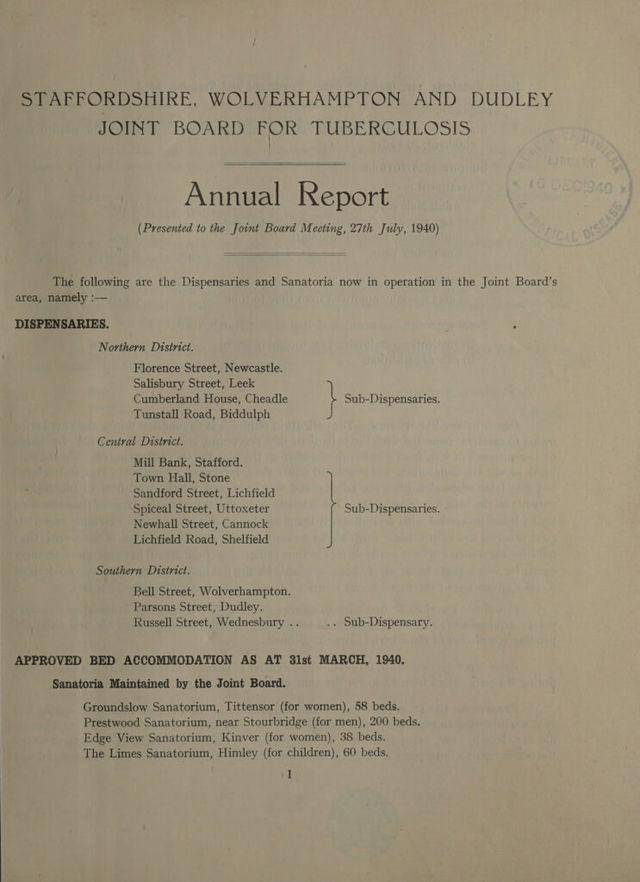 STAFFORDSHIRE, WOLVERHAMPTON AND DUDLEY
JOINT BOARD FOR TUBERCULOSIS
Annual Report
(Presented to the Joint Board Meeting, 27th July, 1940)
The following are the Dispensaries and Sanatoria now in operation in the Joint Board's
area, namely :—
DISPENSARIES.
Northern District.
Florence Street, Newcastle.
Salisbury Street, Leek
Cumberland House, Cheadle } Sub-Dispensaries.
Tunstall Road, Biddulph
Central District.
Mill Bank, Stafford.
Town Hall, Stone
Sandford Street, Lichfield
Spiceal Street, Uttoxeter } Sub-Dispensaries.
Newhall Street, Cannock
Lichfield Road, Shelfield
Southern District.
Bell Street, Wolverhampton.
Parsons Street, Dudley.
Russell Street, Wednesbury .. .. Sub-Dispensary.
APPROVED BED ACCOMMODATION AS AT 31st MARCH, 1940.
Sanatoria Maintained by the Joint Board.
Groundslow Sanatorium, Tittensor (for women), 58 beds.
Prestwood Sanatorium, near Stourbridge (for men), 200 beds.
Edge View Sanatorium, Kinver (for women), 38 beds.
The Limes Sanatorium, Himley (for children), 60 beds.
1
LIBRARY
16 DEC 1940